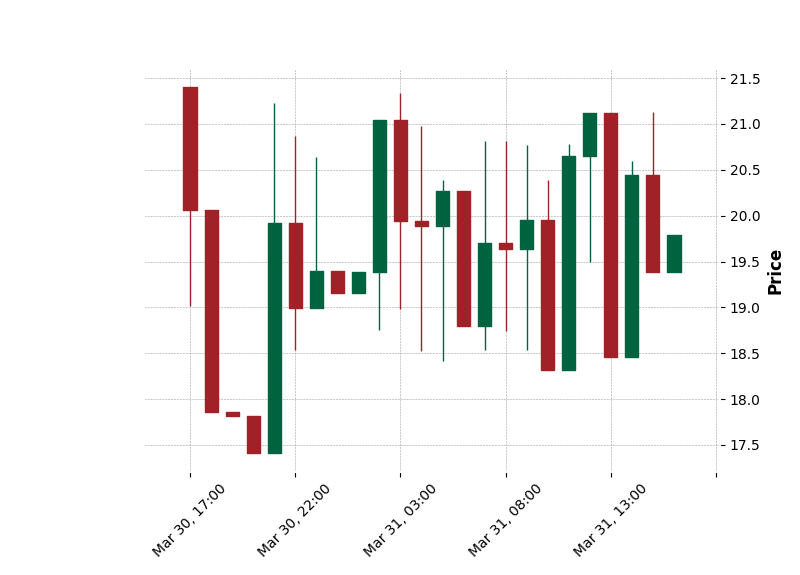 21.5
21.0
20.5
20.0
19.5
19.0
18.5
18.0
17.5
Price
Mar 30, 17:00
Mar 30, 22:00
Mar 31, 03:00
Mar 31, 08:00
Mar 31, 13:00